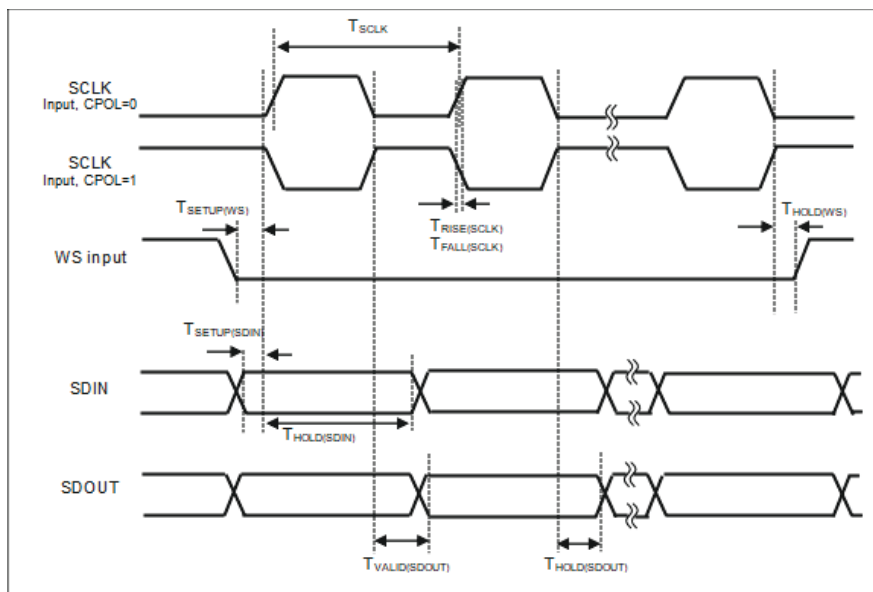 TSCLK
SCLK
Input, CPOL=0
SCLK
Input, CPOL=1
TSETUP(WS)
TRISE(SCLK)
TFALL(SCLK)
THOLD(WS)
WS input
TSETUP(SDIN)
SDIN
THOLD(SDIN)
SDOUT
TVALID(SDOUT)
THOLD(SDOUT)